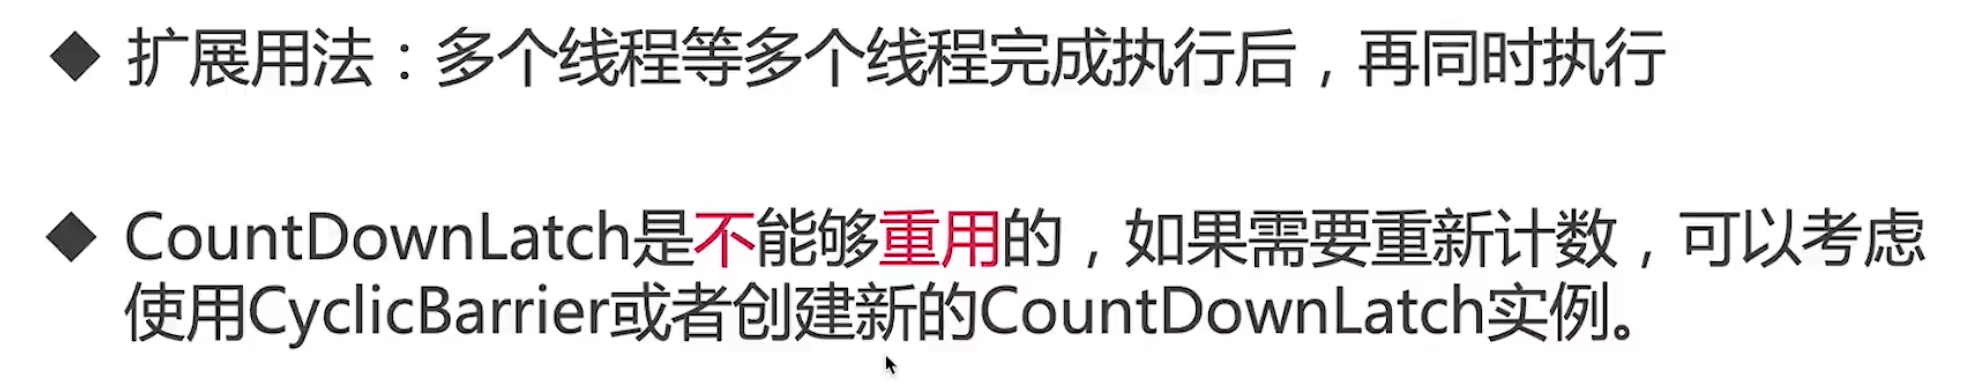 ◆ 扩展用法：多个线程等多个线程完成执行后，再同时执行
◆ CountDownLatch是不能够重用的，如果需要重新计数，可以考虑
使用CyclicBarrier或者创建新的CountDownLatch实例。